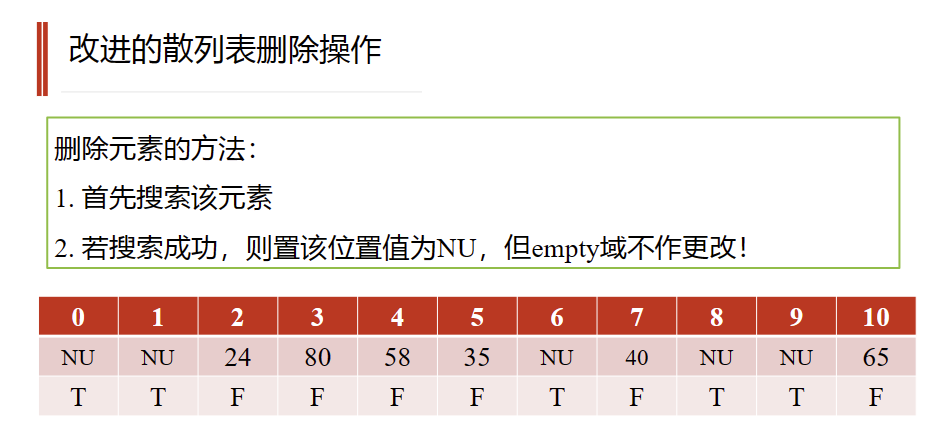 改进的散列表删除操作
删除元素的方法：
1. 首先搜索该元素
2. 若搜索成功，则置该位置值为NU，但empty域不作更改！
0 1 2 3 4 5 6 7 8 9 10
NU NU 24 80 58 35 NU 40 NU NU 65
T T F F F F T F T T F